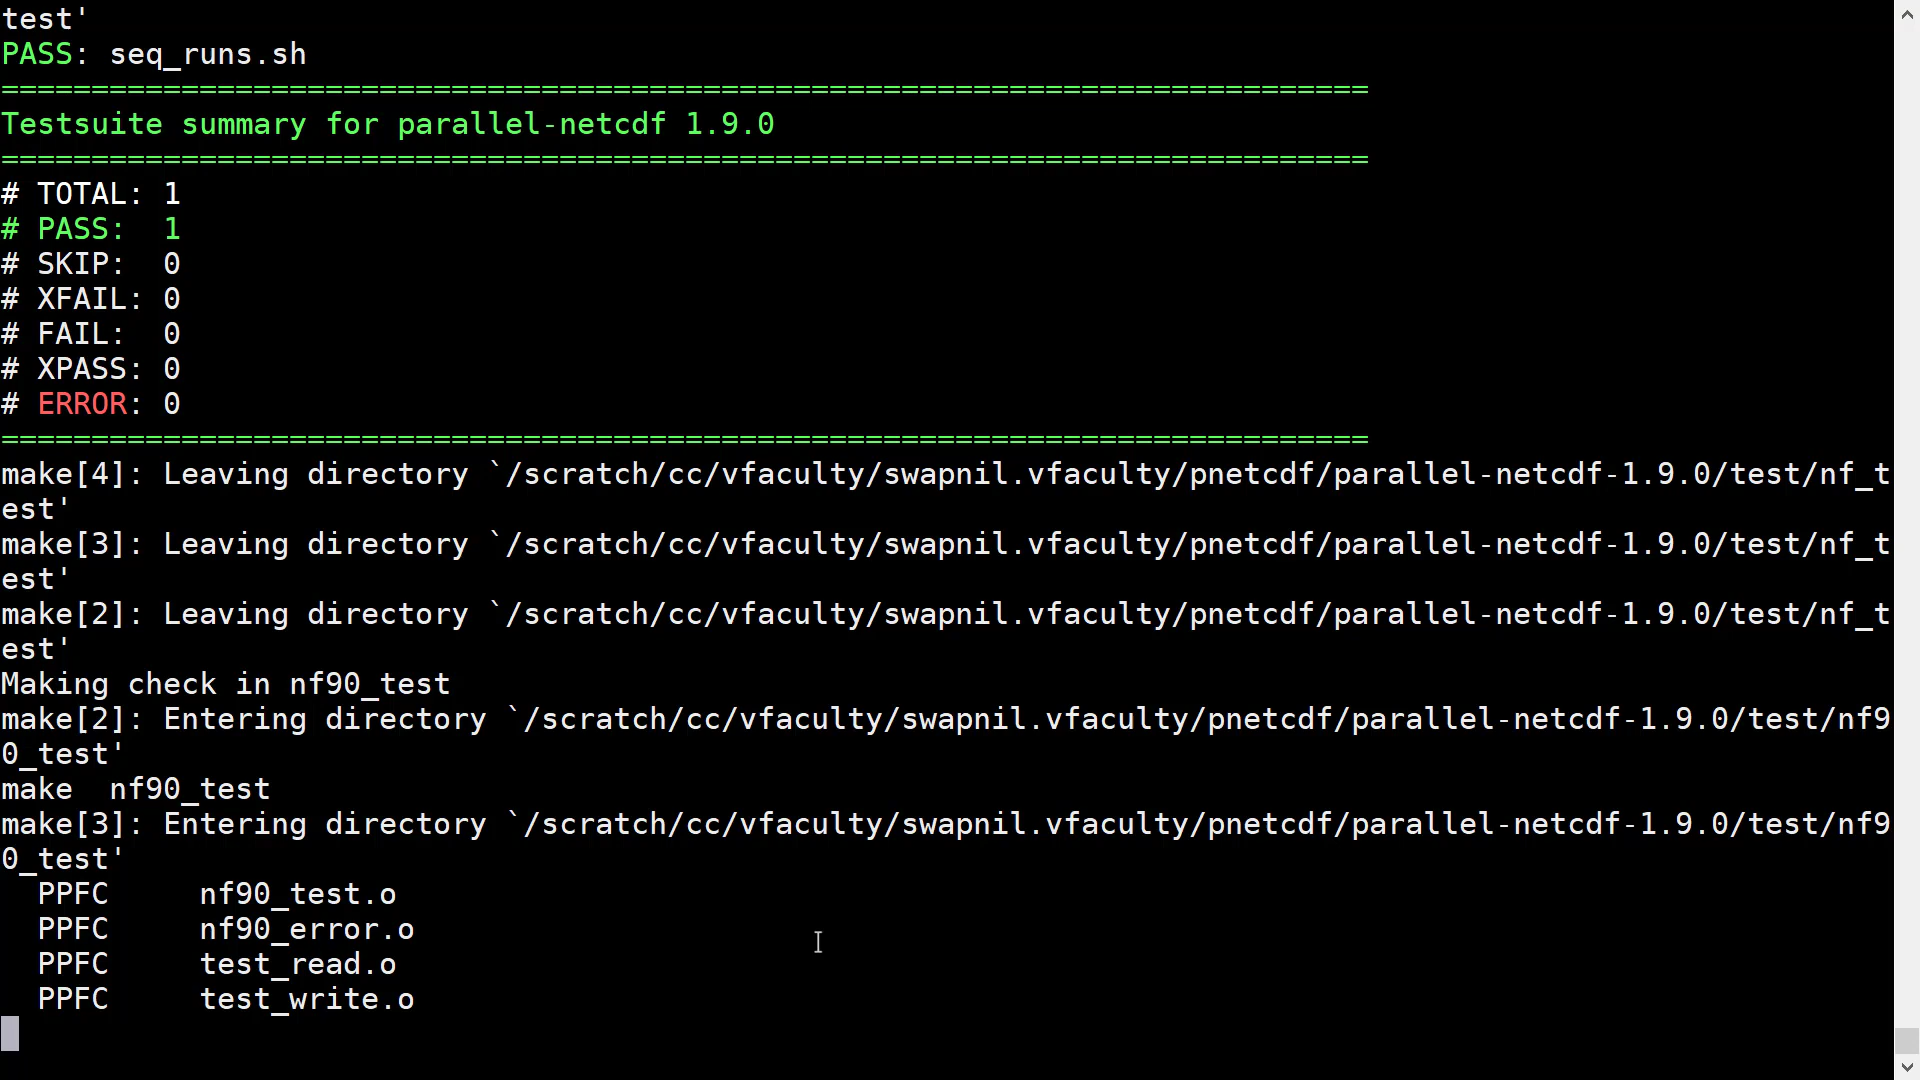 test'
PASS: seq_runs.sh
============================================================================
Testsuite summary for parallel-netcdf 1.9.0
============================================================================
# TOTAL: 1
# PASS:  1
# SKIP:  0
# XFAIL: 0
# FAIL:  0
# XPASS: 0
# ERROR: 0
============================================================================
make[4]: Leaving directory `/scratch/cc/vfaculty/swapnil.vfaculty/pnetcdf/parallel-netcdf-1.9.0/test/nf_t
est'
make[3]: Leaving directory `/scratch/cc/vfaculty/swapnil.vfaculty/pnetcdf/parallel-netcdf-1.9.0/test/nf_t
est'
make[2]: Leaving directory `/scratch/cc/vfaculty/swapnil.vfaculty/pnetcdf/parallel-netcdf-1.9.0/test/nf_t
est'
Making check in nf90_test
make[2]: Entering directory `/scratch/cc/vfaculty/swapnil.vfaculty/pnetcdf/parallel-netcdf-1.9.0/test/nf9
0_test'
make  nf90_test
make[3]: Entering directory `/scratch/cc/vfaculty/swapnil.vfaculty/pnetcdf/parallel-netcdf-1.9.0/test/nf9
0_test'
  PPFC     nf90_test.o
  PPFC     nf90_error.o
  PPFC     test_read.o
  PPFC     test_write.o